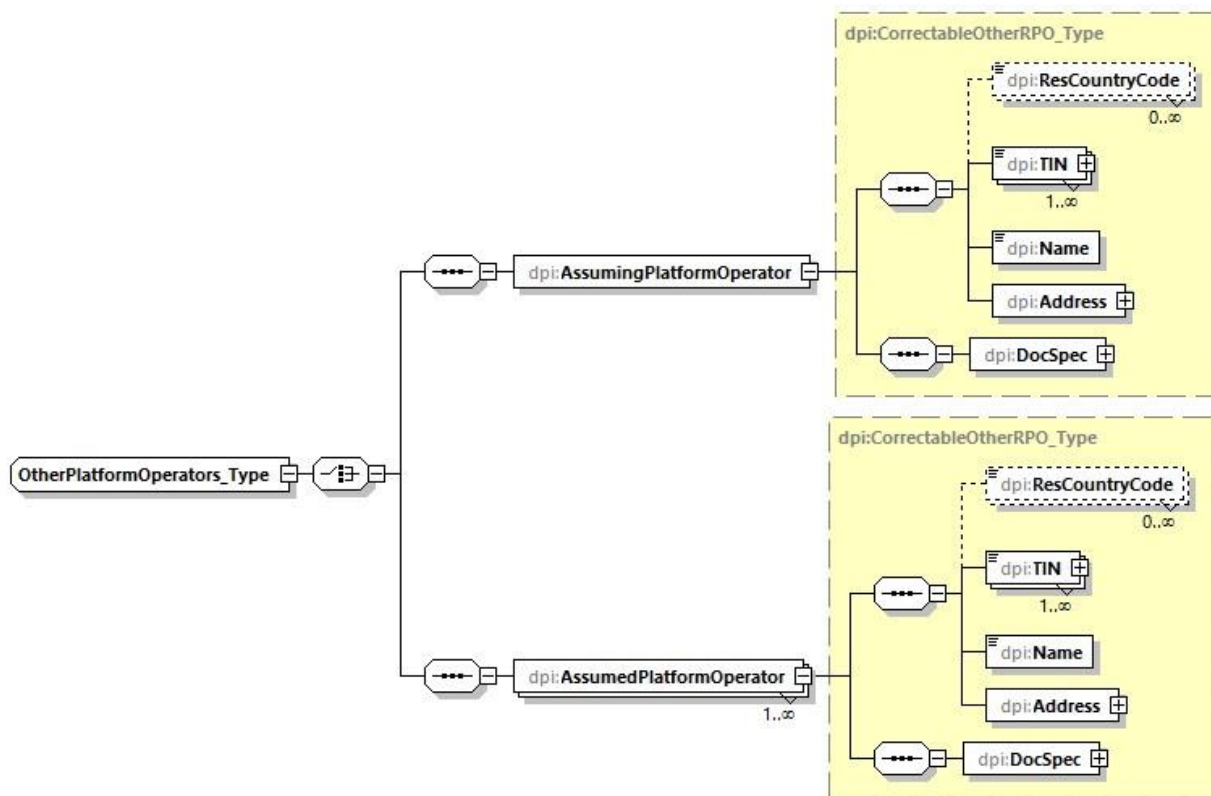 dpi:CorrectableOtherRPO_Type
dpi:ResCountryCode
0..∞
dpi:TIN
1..∞
dpi:Name
dpi:AssumingPlatformOperator
dpi:Address
dpi:DocSpec
dpi:CorrectableOtherRPO_Type
OtherPlatformOperators_Type
dpi:ResCountryCode
0..∞
dpi:TIN
1..∞
dpi:Name
dpi:AssumedPlatformOperator
1..∞
dpi:Address
dpi:DocSpec